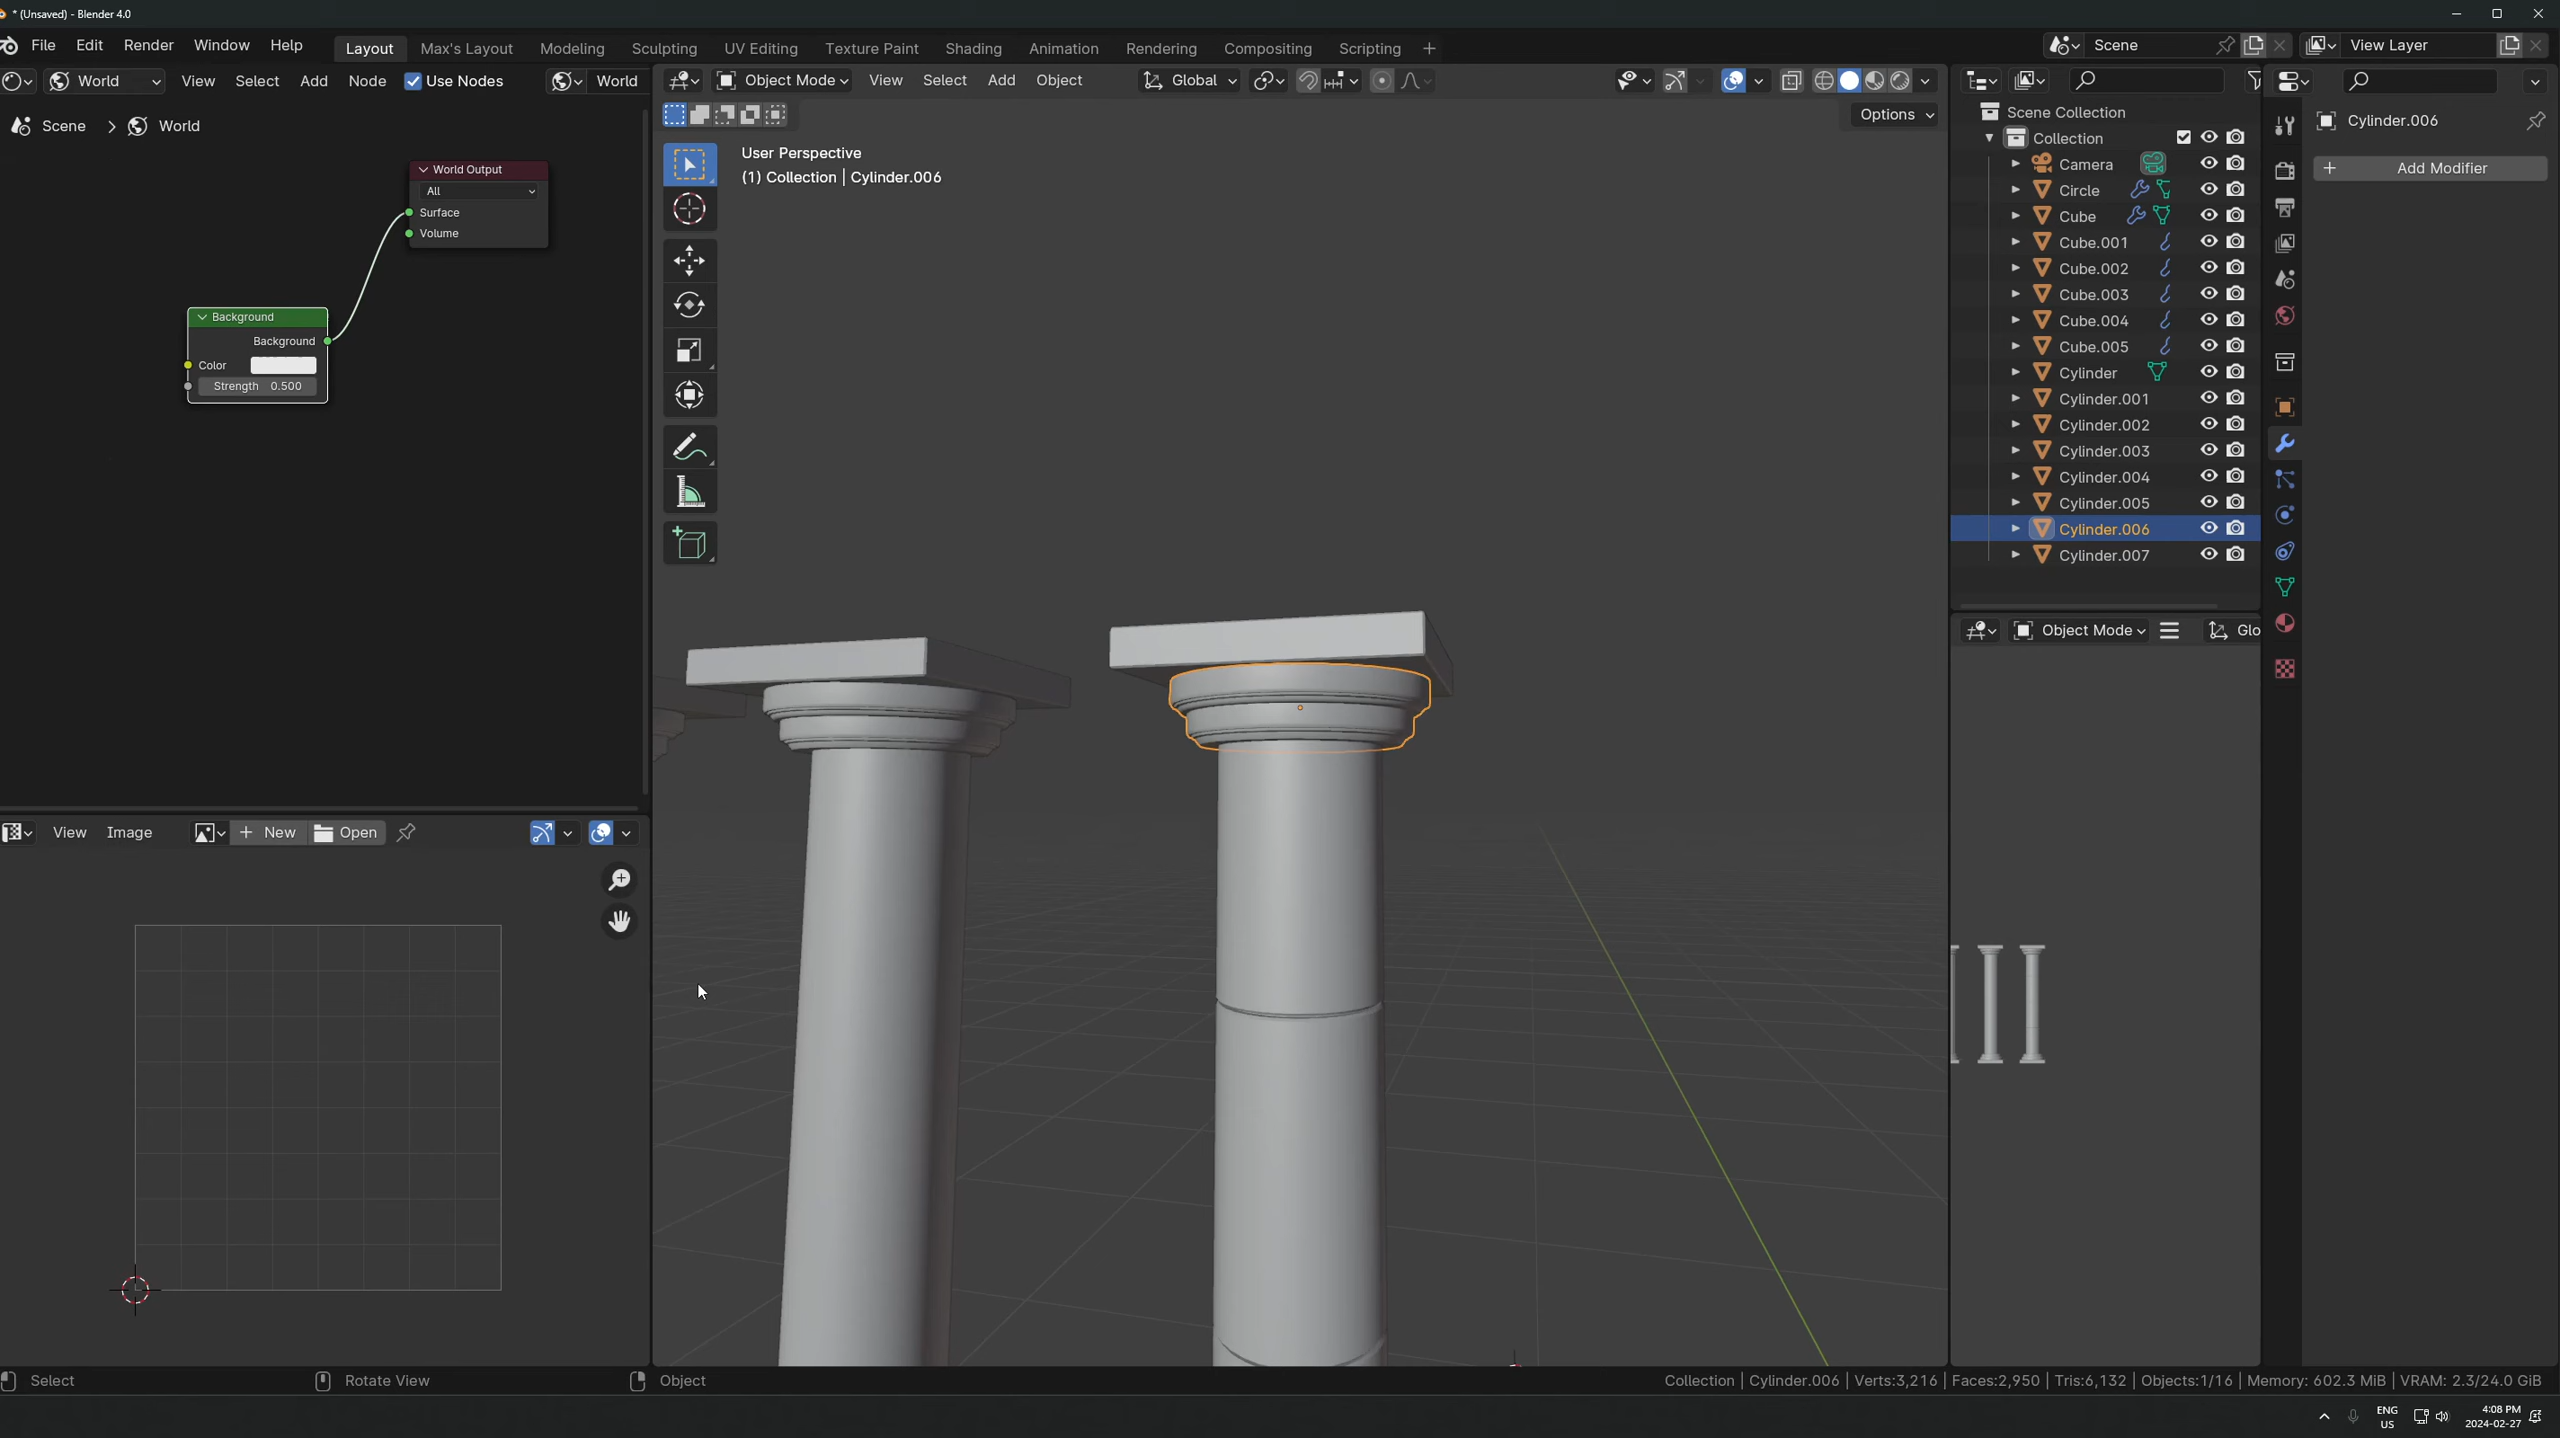 * (Unsaved) - Blender 4.0
File Edit Render Window Help Layout Max's Layout Modeling Sculpting UV Editing Texture Paint Shading Animation Rendering Compositing Scripting + Scene View Layer
World View Select Add Node Use Nodes World
Object Mode View Select Add Object Global
Options
Scene > World
World Output
All
Surface
Volume
Background
Background
Color
Strength 0.500
User Perspective
(1) Collection | Cylinder.006
Scene Collection
Collection
Camera
Circle
Cube
Cube.001
Cube.002
Cube.003
Cube.004
Cube.005
Cylinder
Cylinder.001
Cylinder.002
Cylinder.003
Cylinder.004
Cylinder.005
Cylinder.006
Cylinder.007
Cylinder.006
+ Add Modifier
Object Mode Glo
View Image + New Open
Select Rotate View Object
Collection | Cylinder.006 | Verts:3,216 | Faces:2,950 | Tris:6,132 | Objects:1/16 | Memory: 602.3 MiB | VRAM: 2.3/24.0 GiB
ENG
US
4:08 PM
2024-02-27